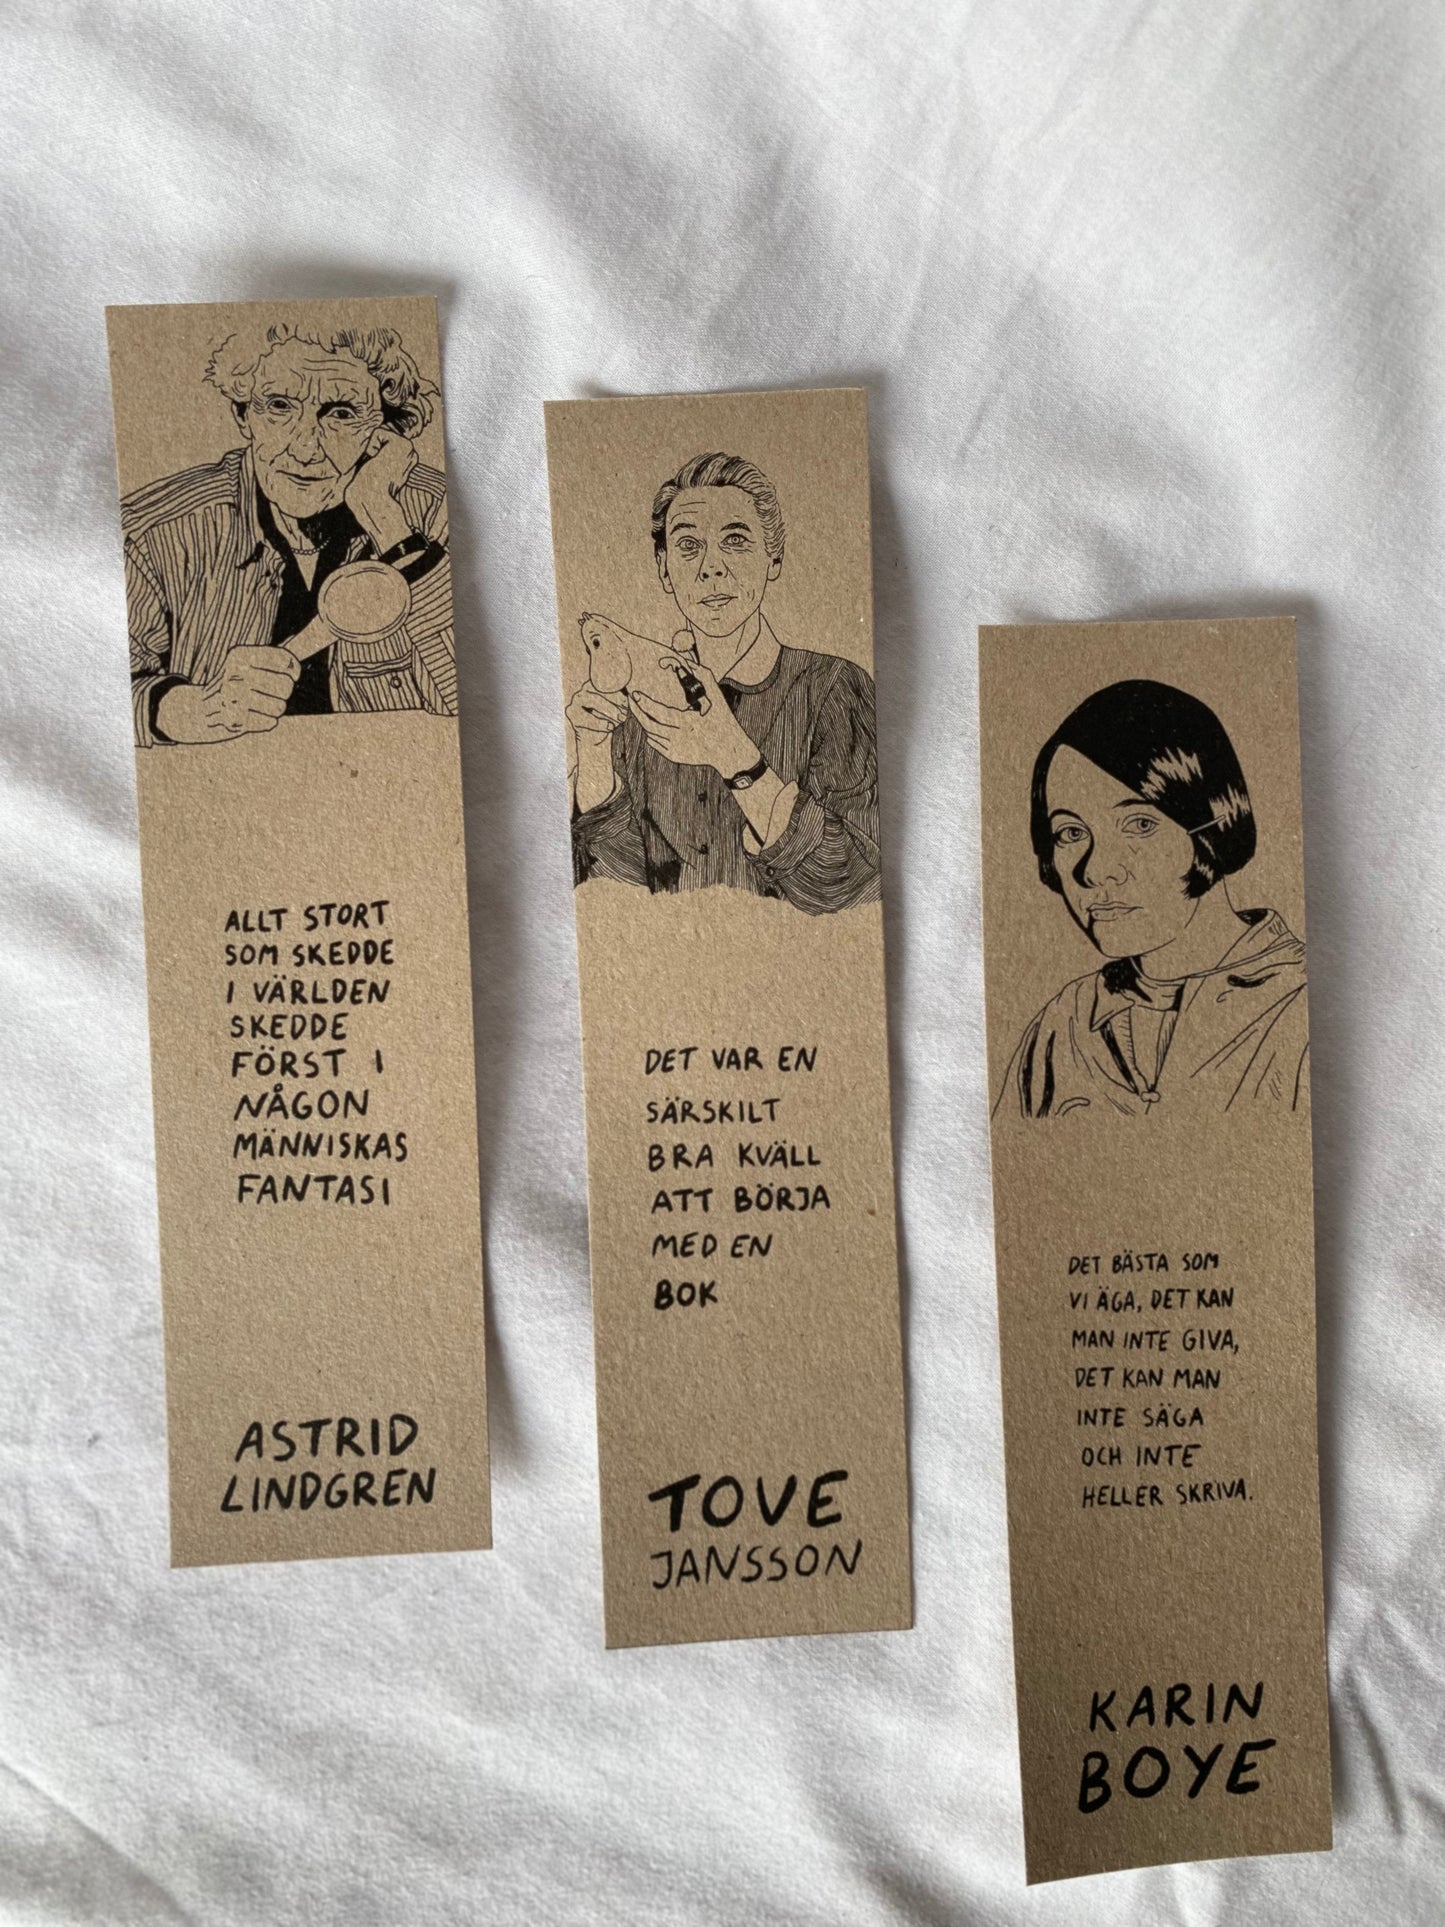 ALLT STORT
SOM SKEDDE
I VÄRLDEN
SKEDDE
FÖRST I
NÅGON
MÄNNISKAS
FANTASI
ASTRID
LINDGREN
DET VAR EN
SÄRSKILT
BRA KVÄLL
ATT BÖRJA
MED EN
BOK
TOVE
JANSSON
DET BÄSTA SOM
VI ÄGA, DET KAN
MAN INTE GIVA,
DET KAN MAN
INTE SÄGA
OCH INTE
HELLER SKRIVA.
KARIN
BOYE